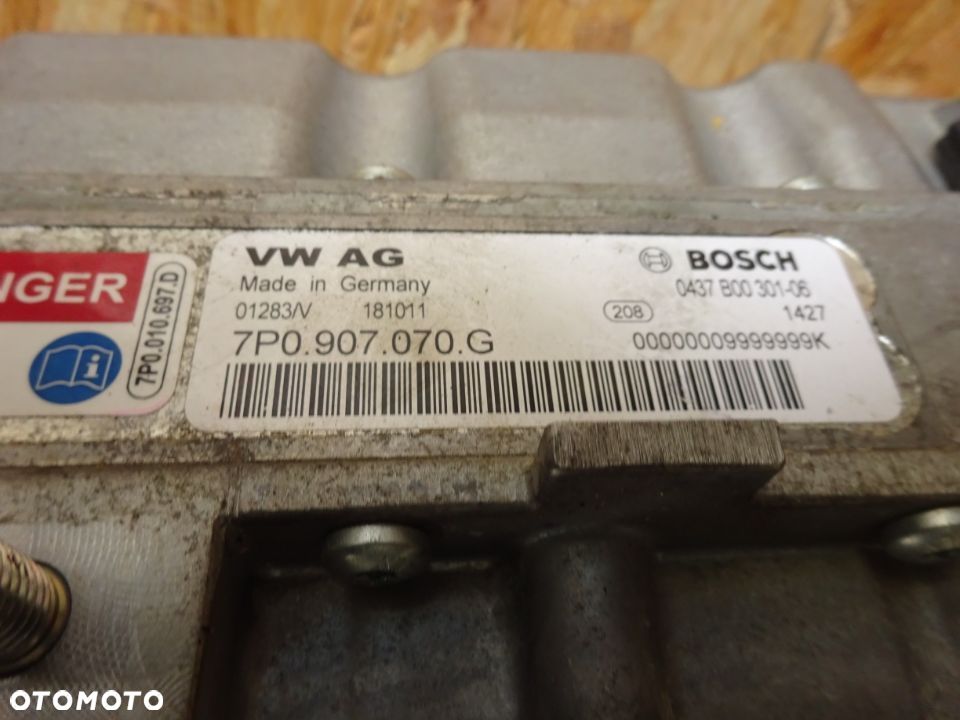 NGER
7P0.010.697.D
VW AG
Made in Germany
01283/V 181011
7P0.907.070.G
BOSCH
0437 B00 301-06
208 1427
00000009999999K
OTOMOTO